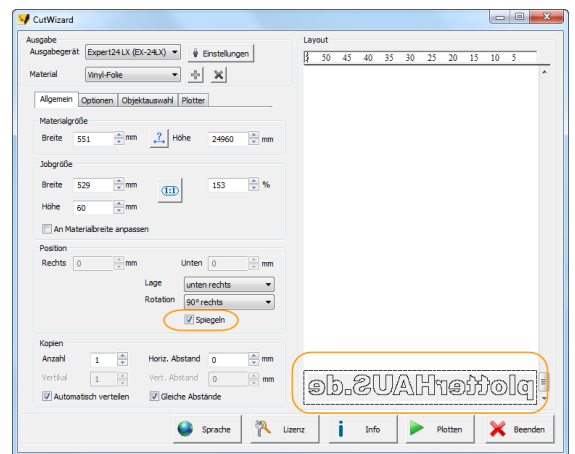 CutWizard
Ausgabe
Ausgabegerät Expert24 LX (EX-24LX) Einstellungen
Material Vinyl-Folie
Allgemein Optionen Objektauswahl Plotter
Materialgröße
Breite 551 mm ? Höhe 24960 mm
Jobgröße
Breite 529 mm (1:1) 153 %
Höhe 60 mm
An Materialbreite anpassen
Position
Rechts 0 mm Unten 0 mm
Lage unten rechts
Rotation 90° rechts
Spiegeln
Kopien
Anzahl 1 Horiz. Abstand 0 mm
Vertikal 1 Vert. Abstand 0 mm
Automatisch verteilen Gleiche Abstände
Layout
50 45 40 35 30 25 20 15 10 5
plotterHAUS.de
Sprache Lizenz Info Plotten Beenden